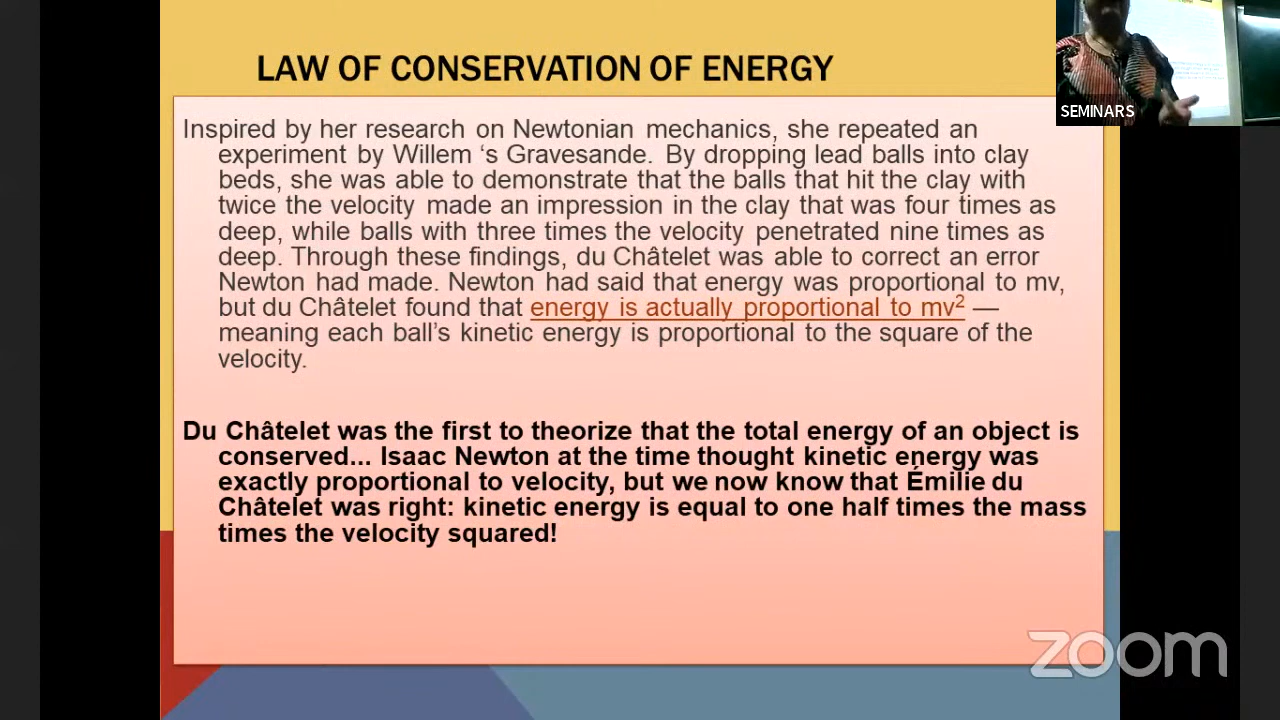 LAW OF CONSERVATION OF ENERGY
SEMINARS
Inspired by her research on Newtonian mechanics, she repeated an
experiment by Willem ‘s Gravesande. By dropping lead balls into clay
beds, she was able to demonstrate that the balls that hit the clay with
twice the velocity made an impression in the clay that was four times as
deep, while balls with three times the velocity penetrated nine times as
deep. Through these findings, du Châtelet was able to correct an error
Newton had made. Newton had said that energy was proportional to mv,
but du Châtelet found that energy is actually proportional to mv² —
meaning each ball’s kinetic energy is proportional to the square of the
velocity.
Du Châtelet was the first to theorize that the total energy of an object is
conserved... Isaac Newton at the time thought kinetic energy was
exactly proportional to velocity, but we now know that Émilie du
Châtelet was right: kinetic energy is equal to one half times the mass
times the velocity squared!
zoom